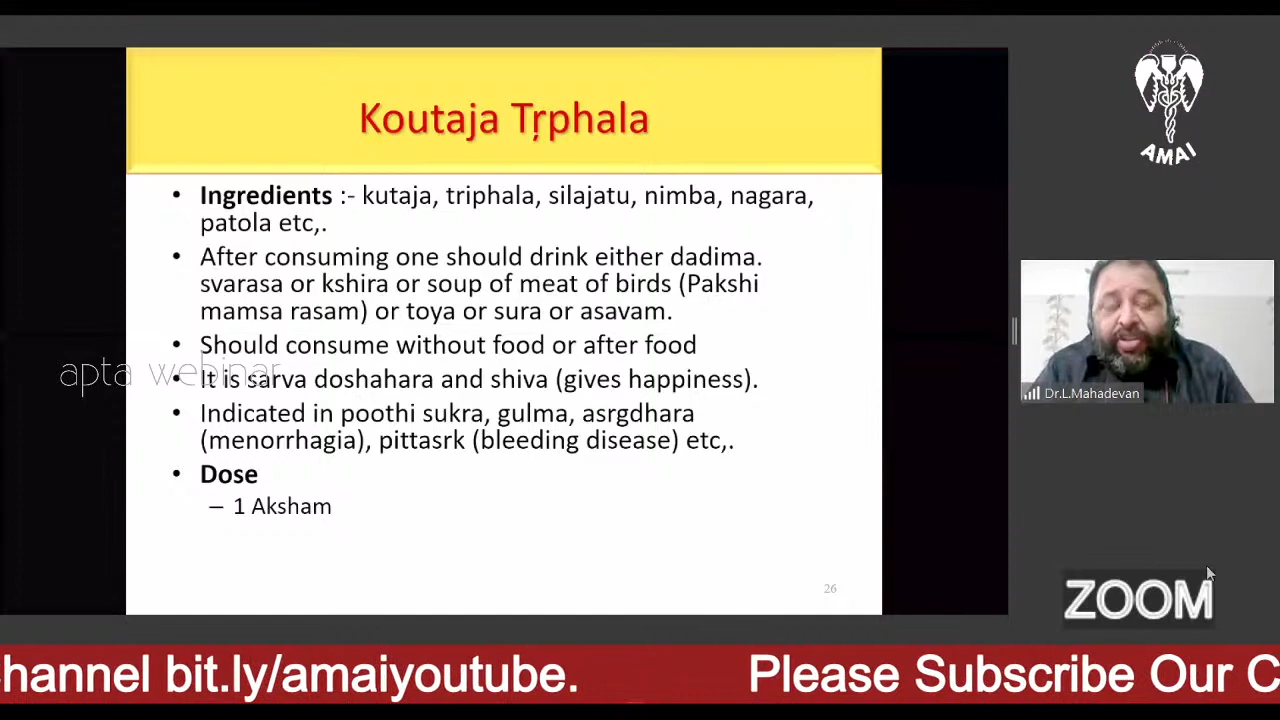 Koutaja Tṛphala
AMAI
• Ingredients :- kutaja, triphala, silajatu, nimba, nagara,
patola etc,.
• After consuming one should drink either dadima.
svarasa or kshira or soup of meat of birds (Pakshi
mamsa rasam) or toya or sura or asavam.
• Should consume without food or after food
apta webinar
• It is sarva doshahara and shiva (gives happiness).
• Indicated in poothi sukra, gulma, asrgdhara
(menorrhagia), pittasrk (bleeding disease) etc,.
• Dose
– 1 Aksham
26
Dr.L.Mahadevan
ZOOM
hannel bit.ly/amaiyoutube. Please Subscribe Our C